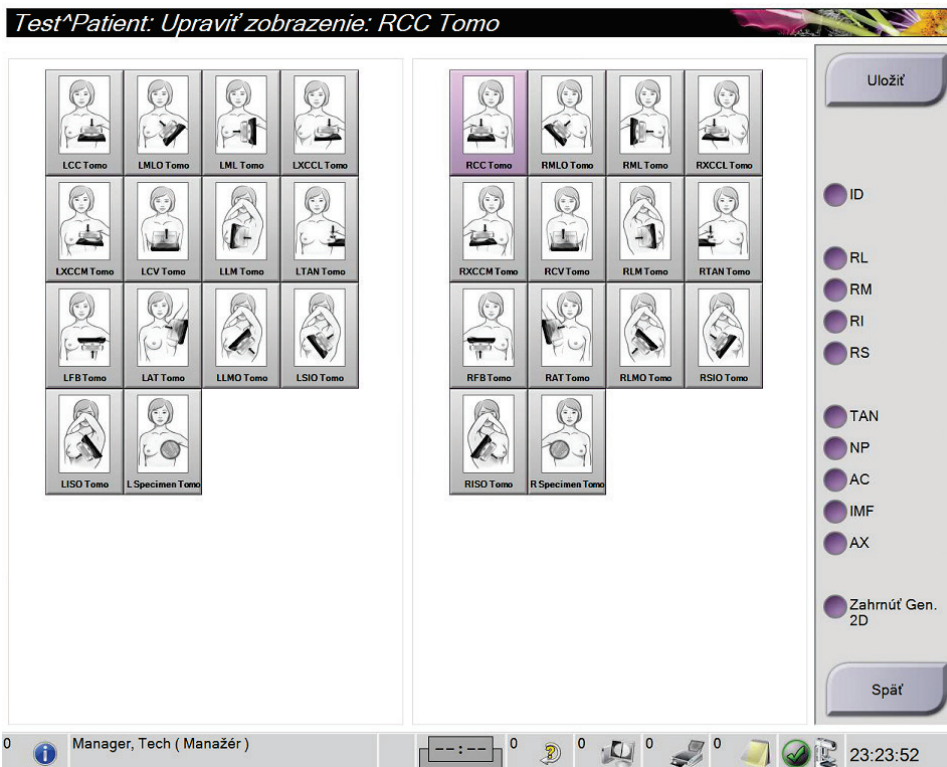 Test^Patient: Upraviť zobrazenie: RCC Tomo
LCC Tomo LMLO Tomo LML Tomo LXCCL Tomo
LXCCM Tomo LCV Tomo LLM Tomo LTAN Tomo
LFB Tomo LAT Tomo LLMO Tomo LSIO Tomo
LISO Tomo L Specimen Tomo
RCC Tomo RMLO Tomo RML Tomo RXCCL Tomo
RXCCM Tomo RCV Tomo RLM Tomo RTAN Tomo
RFB Tomo RAT Tomo RLMO Tomo RSIO Tomo
RISO Tomo R Specimen Tomo
Uložiť
ID
RL
RM
RI
RS
TAN
NP
AC
IMF
AX
Zahrnúť Gen.
2D
Späť
0 Manager, Tech ( Manažér ) --:-- 0 0 0 0 23:23:52